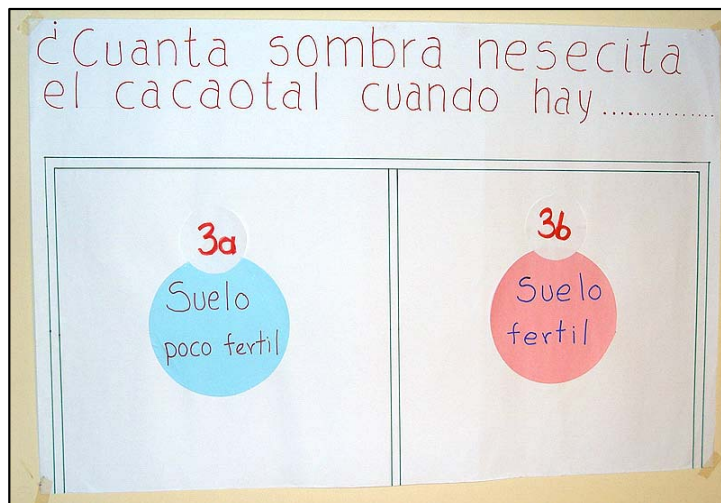 ¿Cuanta sombra nesecita
el cacaotal cuando hay..............
3a
Suelo
poco fertil
3b
Suelo
fertil